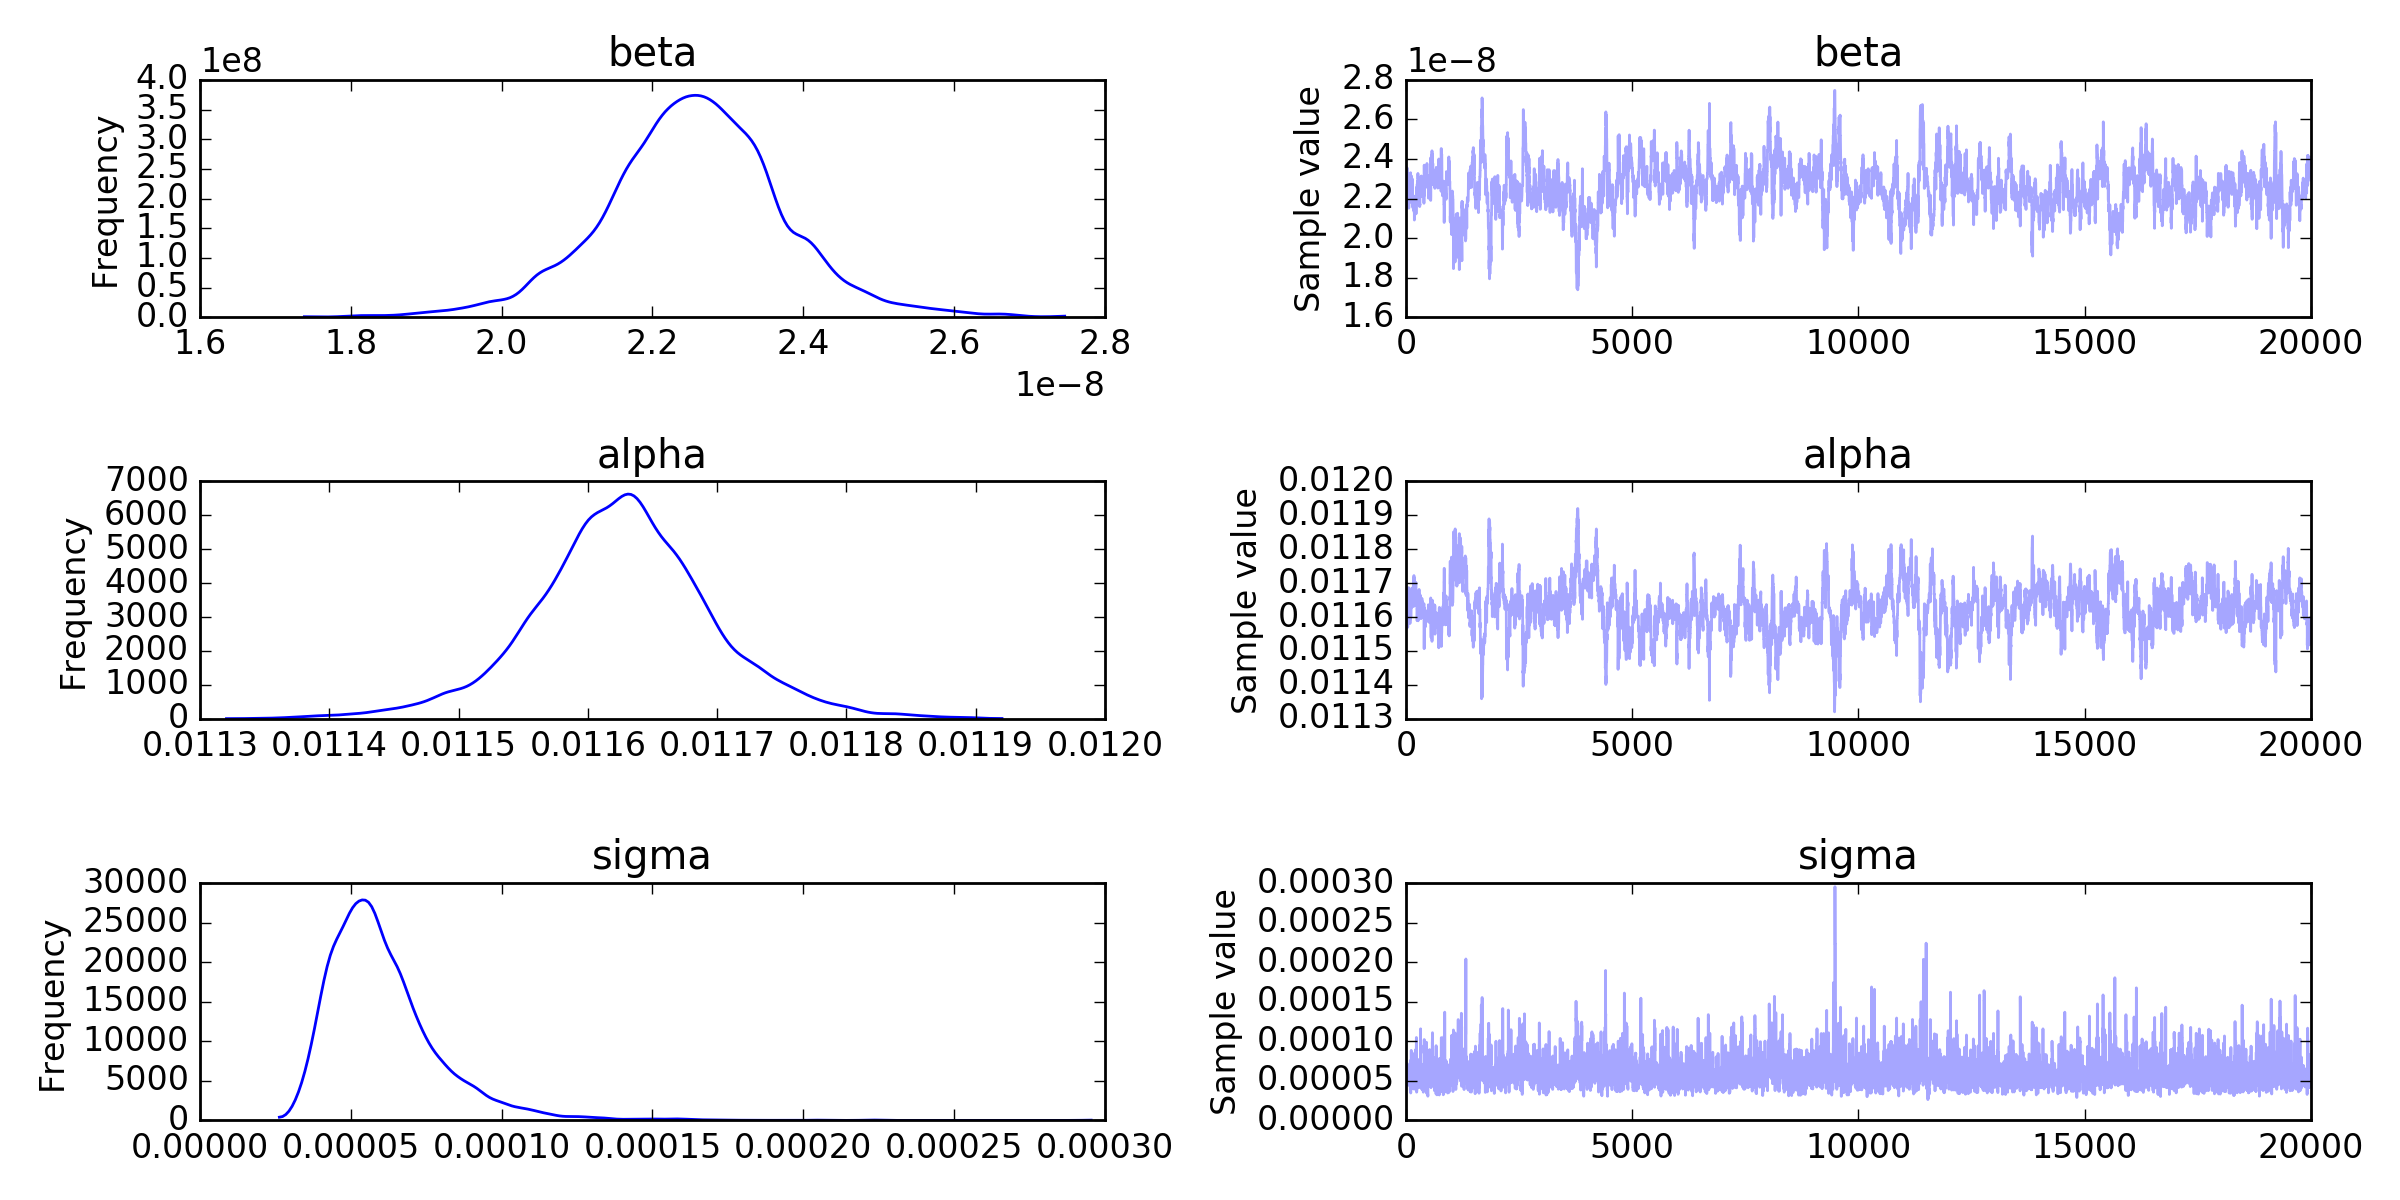 beta
1e8
Frequency
4.0
3.5
3.0
2.5
2.0
1.5
1.0
0.5
0.0
1.6 1.8 2.0 2.2 2.4 2.6 2.8
1e−8
beta
1e−8
Sample value
2.8
2.6
2.4
2.2
2.0
1.8
1.6
0 5000 10000 15000 20000
alpha
Frequency
7000
6000
5000
4000
3000
2000
1000
0
0.0113 0.0114 0.0115 0.0116 0.0117 0.0118 0.0119 0.0120
alpha
Sample value
0.0120
0.0119
0.0118
0.0117
0.0116
0.0115
0.0114
0.0113
0 5000 10000 15000 20000
sigma
Frequency
30000
25000
20000
15000
10000
5000
0
0.00000 0.00005 0.00010 0.00015 0.00020 0.00025 0.00030
sigma
Sample value
0.00030
0.00025
0.00020
0.00015
0.00010
0.00005
0.00000
0 5000 10000 15000 20000